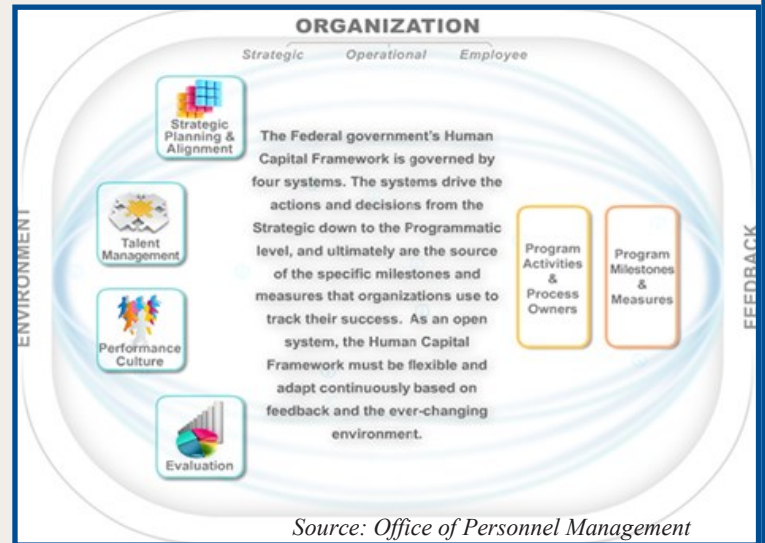 ORGANIZATION
Strategic Operational Employee
Strategic
Planning &
Alignment
Talent
Management
Performance
Culture
Evaluation
The Federal government's Human
Capital Framework is governed by
four systems. The systems drive the
actions and decisions from the
Strategic down to the Programmatic
level, and ultimately are the source
of the specific milestones and
measures that organizations use to
track their success. As an open
system, the Human Capital
Framework must be flexible and
adapt continuously based on
feedback and the ever-changing
environment.
Program
Activities
&
Process
Owners
Program
Milestones
&
Measures
ENVIRONMENT
FEEDBACK
Source: Office of Personnel Management